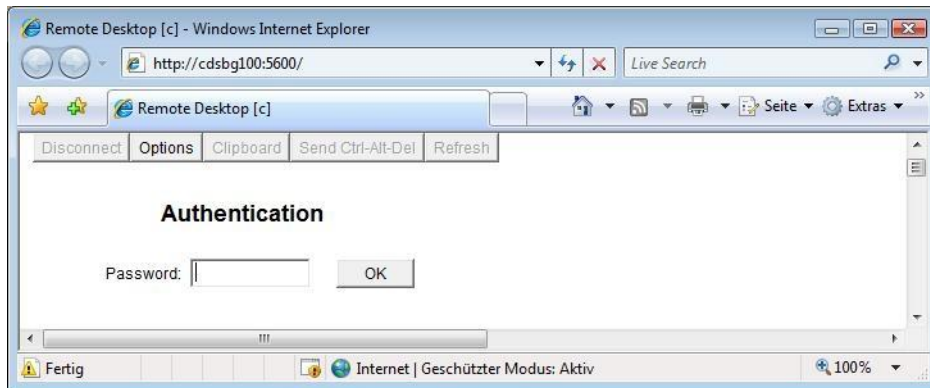 Remote Desktop [c] - Windows Internet Explorer
http://cdsbg100:5600/
Live Search
Remote Desktop [c]
Seite
Extras
Disconnect Options Clipboard Send Ctrl-Alt-Del Refresh
Authentication
Password:
OK
Fertig
Internet | Geschützter Modus: Aktiv
100%